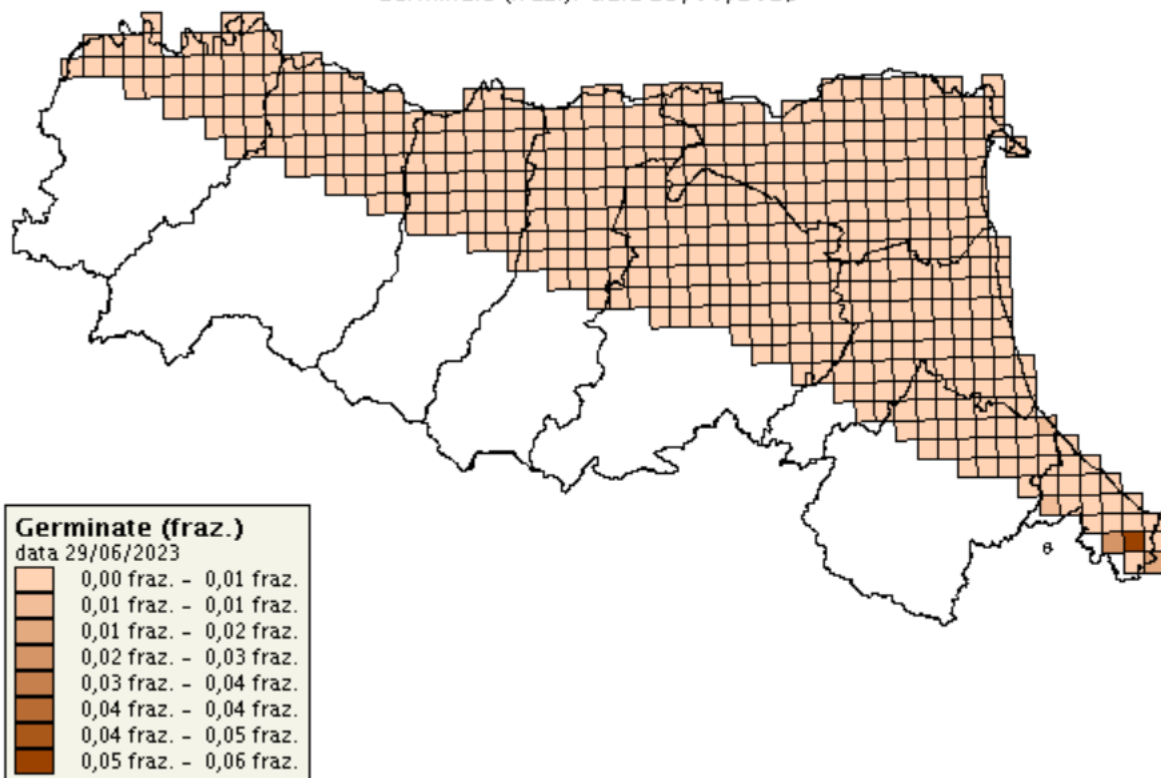 Germinate (fraz.)
data 29/06/2023
0,00 fraz. - 0,01 fraz.
0,01 fraz. - 0,01 fraz.
0,01 fraz. - 0,02 fraz.
0,02 fraz. - 0,03 fraz.
0,03 fraz. - 0,04 fraz.
0,04 fraz. - 0,04 fraz.
0,04 fraz. - 0,05 fraz.
0,05 fraz. - 0,06 fraz.